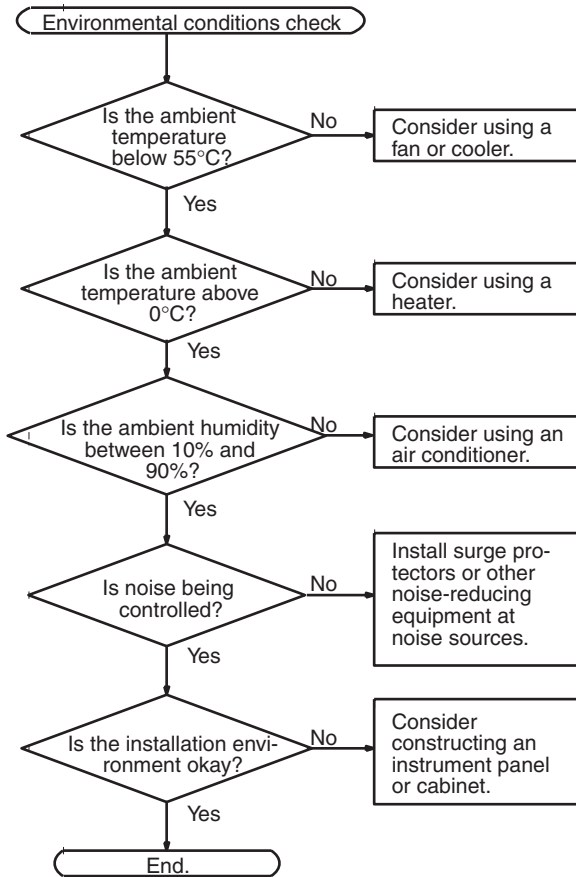 Environmental conditions check
Is the ambient
temperature
below 55°C?
No
Consider using a
fan or cooler.
Yes
Is the ambient
temperature above
0°C?
No
Consider using a
heater.
Yes
Is the ambient humidity
between 10% and
90%?
No
Consider using an
air conditioner.
Yes
Is noise being
controlled?
No
Install surge pro-
tectors or other
noise-reducing
equipment at
noise sources.
Yes
Is the installation envi-
ronment okay?
No
Consider
constructing an
instrument panel
or cabinet.
Yes
End.